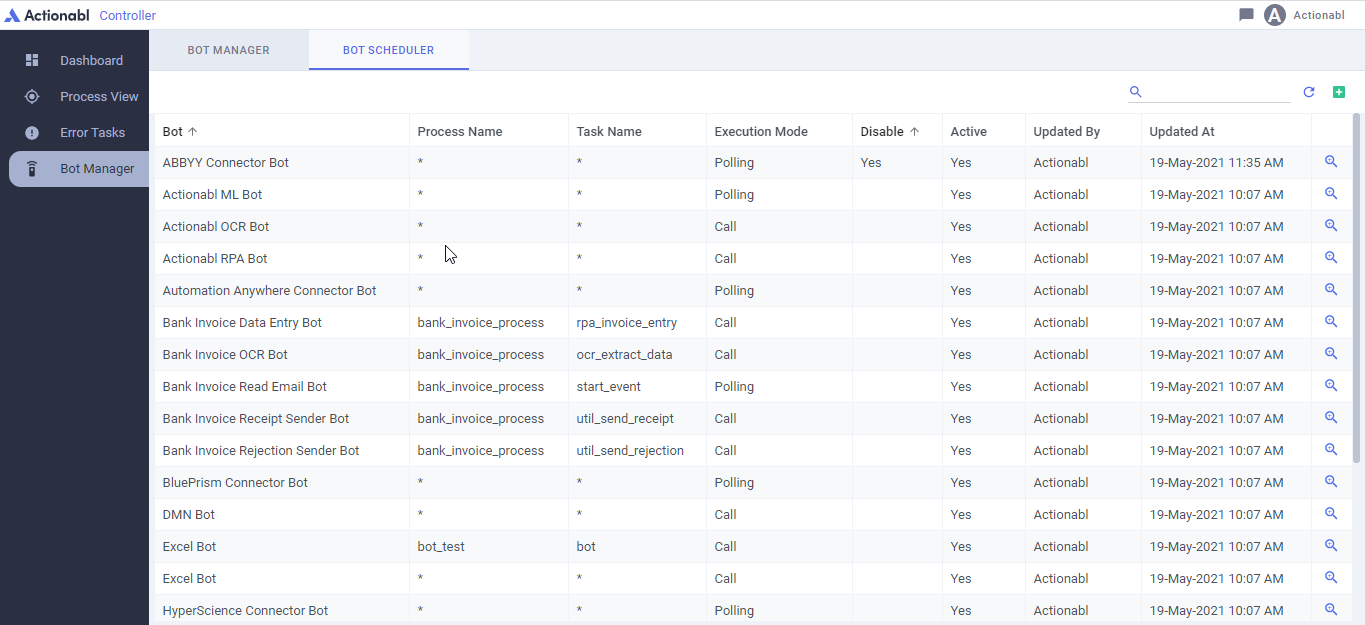 Actionabl Controller A Actionabl
Dashboard
Process View
Error Tasks
Bot Manager
BOT MANAGER BOT SCHEDULER
Bot Process Name Task Name Execution Mode Disable Active Updated By Updated At
ABBYY Connector Bot * * Polling Yes Yes Actionabl 19-May-2021 11:35 AM
Actionabl ML Bot * * Polling Yes Actionabl 19-May-2021 10:07 AM
Actionabl OCR Bot * * Call Yes Actionabl 19-May-2021 10:07 AM
Actionabl RPA Bot * * Call Yes Actionabl 19-May-2021 10:07 AM
Automation Anywhere Connector Bot * * Polling Yes Actionabl 19-May-2021 10:07 AM
Bank Invoice Data Entry Bot bank_invoice_process rpa_invoice_entry Call Yes Actionabl 19-May-2021 10:07 AM
Bank Invoice OCR Bot bank_invoice_process ocr_extract_data Call Yes Actionabl 19-May-2021 10:07 AM
Bank Invoice Read Email Bot bank_invoice_process start_event Polling Yes Actionabl 19-May-2021 10:07 AM
Bank Invoice Receipt Sender Bot bank_invoice_process util_send_receipt Call Yes Actionabl 19-May-2021 10:07 AM
Bank Invoice Rejection Sender Bot bank_invoice_process util_send_rejection Call Yes Actionabl 19-May-2021 10:07 AM
BluePrism Connector Bot * * Polling Yes Actionabl 19-May-2021 10:07 AM
DMN Bot * * Call Yes Actionabl 19-May-2021 10:07 AM
Excel Bot bot_test bot Call Yes Actionabl 19-May-2021 10:07 AM
Excel Bot * * Call Yes Actionabl 19-May-2021 10:07 AM
HyperScience Connector Bot * * Polling Yes Actionabl 19-May-2021 10:07 AM